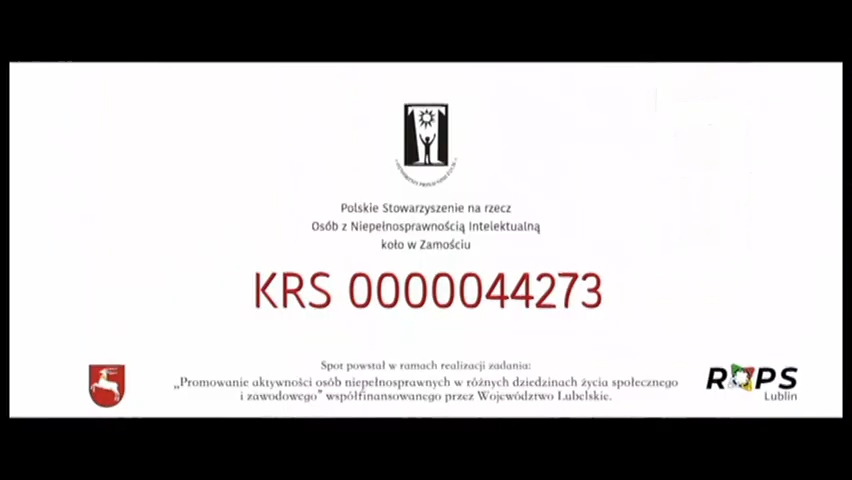 Polskie Stowarzyszenie na rzecz
Osób z Niepełnosprawnością Intelektualną
koło w Zamościu
KRS 0000044273
Spot powstał w ramach realizacji zadania:
„Promowanie aktywności osób niepełnosprawnych w różnych dziedzinach życia społecznego
i zawodowego” współfinansowanego przez Województwo Lubelskie.
ROPS
Lublin